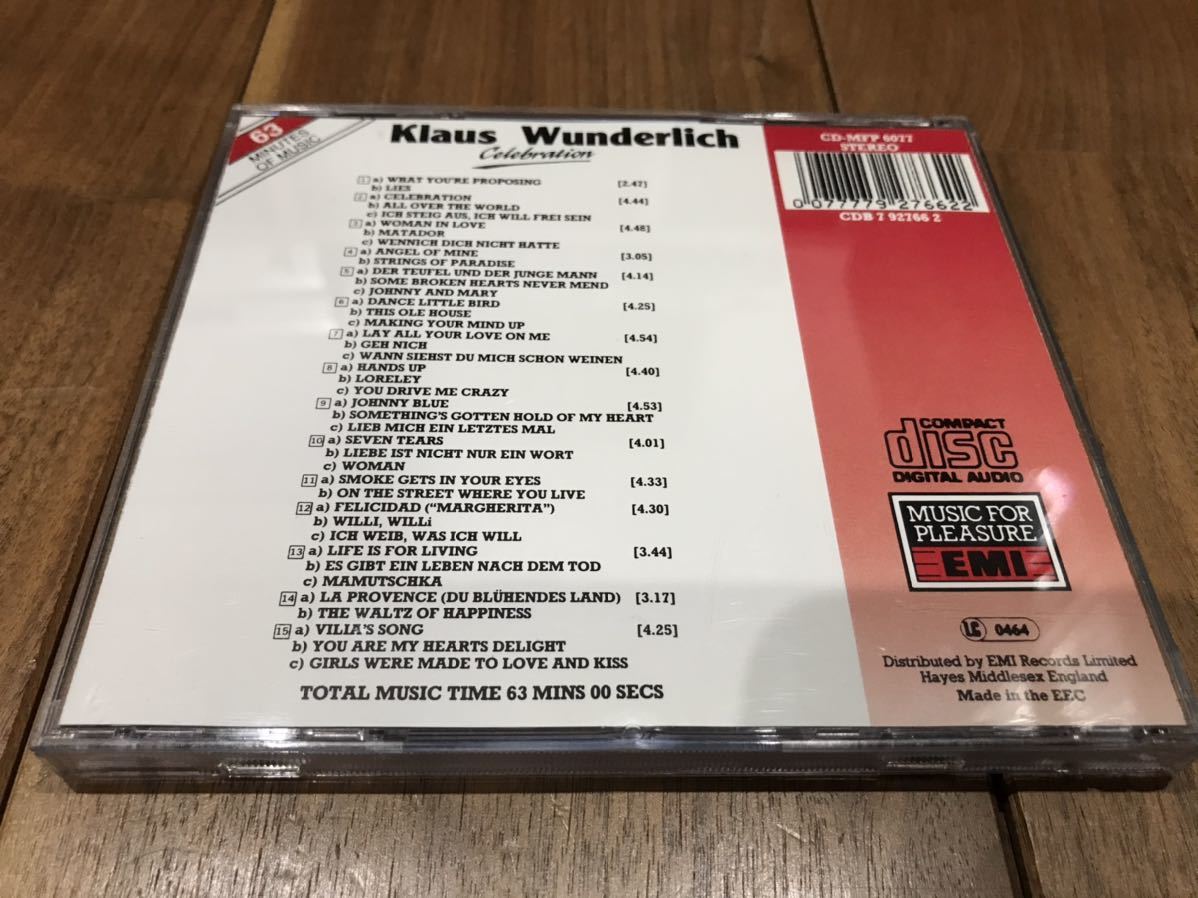 63
MINUTES
OF MUSIC
Klaus Wunderlich
Celebration
1 a) WHAT YOU'RE PROPOSING [2.47]
b) LIES
2 a) CELEBRATION [4.44]
b) ALL OVER THE WORLD
c) ICH STEIG AUS, ICH WILL FREI SEIN
3 a) WOMAN IN LOVE [4.48]
b) MATADOR
c) WENNICH DICH NICHT HATTE
4 a) ANGEL OF MINE [3.05]
b) STRINGS OF PARADISE
5 a) DER TEUFEL UND DER JUNGE MANN [4.14]
b) SOME BROKEN HEARTS NEVER MEND
c) JOHNNY AND MARY
6 a) DANCE LITTLE BIRD [4.25]
b) THIS OLE HOUSE
c) MAKING YOUR MIND UP
7 a) LAY ALL YOUR LOVE ON ME [4.54]
b) GEH NICH
c) WANN SIEHST DU MICH SCHON WEINEN
8 a) HANDS UP [4.40]
b) LORELEY
c) YOU DRIVE ME CRAZY
9 a) JOHNNY BLUE [4.53]
b) SOMETHING'S GOTTEN HOLD OF MY HEART
c) LIEB MICH EIN LETZTES MAL
10 a) SEVEN TEARS [4.01]
b) LIEBE IST NICHT NUR EIN WORT
c) WOMAN
11 a) SMOKE GETS IN YOUR EYES [4.33]
b) ON THE STREET WHERE YOU LIVE
12 a) FELICIDAD ("MARGHERITA") [4.30]
b) WILLI, WILLi
c) ICH WEIB, WAS ICH WILL
13 a) LIFE IS FOR LIVING [3.44]
b) ES GIBT EIN LEBEN NACH DEM TOD
c) MAMUTSCHKA
14 a) LA PROVENCE (DU BLÜHENDES LAND) [3.17]
b) THE WALTZ OF HAPPINESS
15 a) VILIA'S SONG [4.25]
b) YOU ARE MY HEARTS DELIGHT
c) GIRLS WERE MADE TO LOVE AND KISS
TOTAL MUSIC TIME 63 MINS 00 SECS
CD-MFP 6077
STEREO
0 077779 276622
CDB 7 92766 2
COMPACT
disc
DIGITAL AUDIO
MUSIC FOR
PLEASURE
EMI
LC 0464
Distributed by EMI Records Limited
Hayes Middlesex England
Made in the EEC